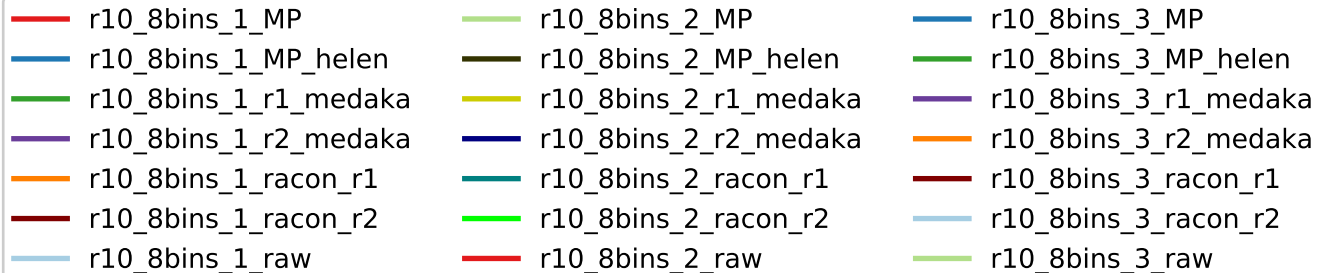 r10_8bins_1_MP
r10_8bins_1_MP_helen
r10_8bins_1_r1_medaka
r10_8bins_1_r2_medaka
r10_8bins_1_racon_r1
r10_8bins_1_racon_r2
r10_8bins_1_raw
r10_8bins_2_MP
r10_8bins_2_MP_helen
r10_8bins_2_r1_medaka
r10_8bins_2_r2_medaka
r10_8bins_2_racon_r1
r10_8bins_2_racon_r2
r10_8bins_2_raw
r10_8bins_3_MP
r10_8bins_3_MP_helen
r10_8bins_3_r1_medaka
r10_8bins_3_r2_medaka
r10_8bins_3_racon_r1
r10_8bins_3_racon_r2
r10_8bins_3_raw